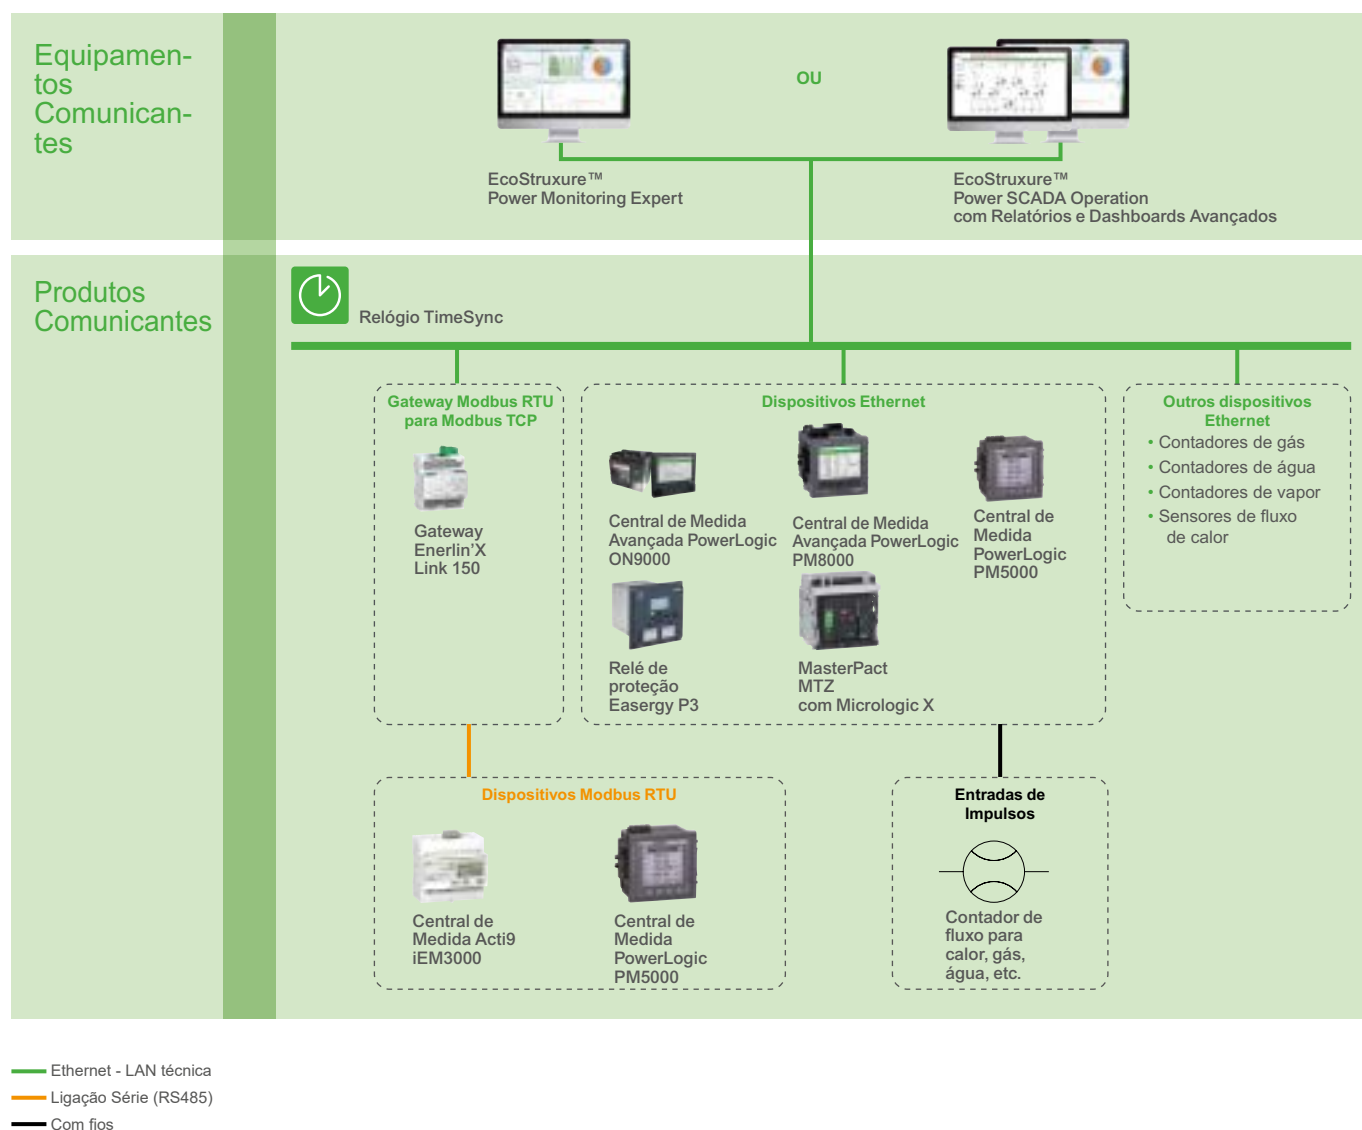 Equipamen-
tos
Comunican-
tes
OU
EcoStruxure™
Power Monitoring Expert
EcoStruxure™
Power SCADA Operation
com Relatórios e Dashboards Avançados
Produtos
Comunicantes
Relógio TimeSync
Gateway Modbus RTU
para Modbus TCP
Gateway
Enerlin'X
Link 150
Dispositivos Ethernet
Central de Medida
Avançada PowerLogic
ON9000
Central de Medida
Avançada PowerLogic
PM8000
Central de
Medida
PowerLogic
PM5000
Relé de
proteção
Easergy P3
MasterPact
MTZ
com Micrologic X
Outros dispositivos
Ethernet
• Contadores de gás
• Contadores de água
• Contadores de vapor
• Sensores de fluxo
de calor
Dispositivos Modbus RTU
Central de
Medida Acti9
iEM3000
Central de
Medida
PowerLogic
PM5000
Entradas de
Impulsos
Contador de
fluxo para
calor, gás,
água, etc.
Ethernet - LAN técnica
Ligação Série (RS485)
Com fios